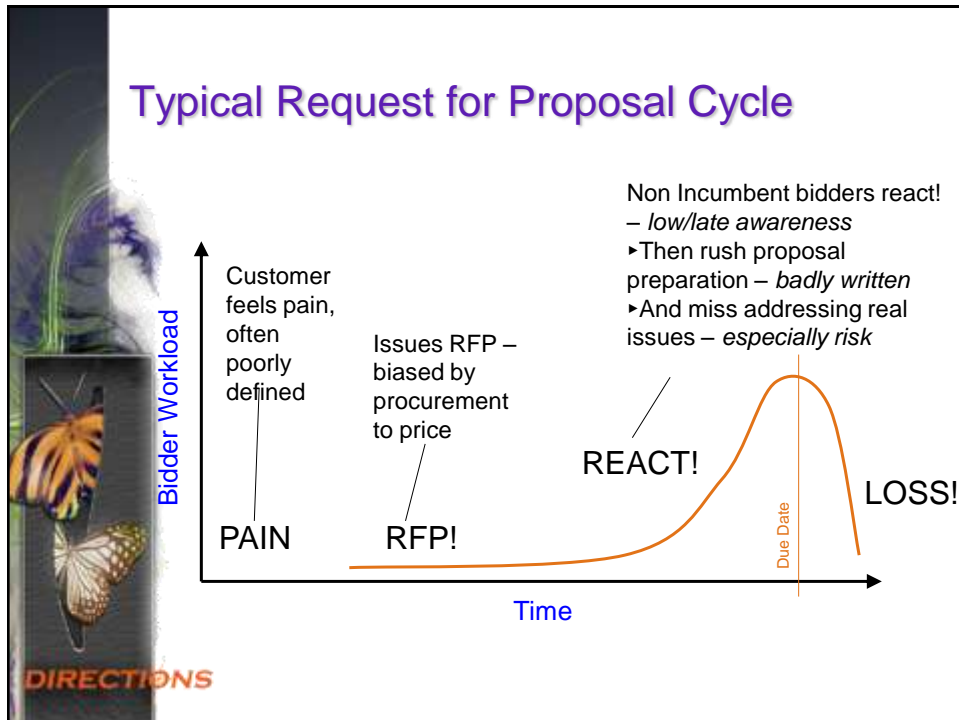 Typical Request for Proposal Cycle
Non Incumbent bidders react!
– low/late awareness
▸Then rush proposal
preparation – badly written
▸And miss addressing real
issues – especially risk
Customer
feels pain,
often
poorly
defined
Issues RFP –
biased by
procurement
to price
Bidder Workload
REACT!
LOSS!
PAIN
RFP!
Due Date
Time
DIRECTIONS